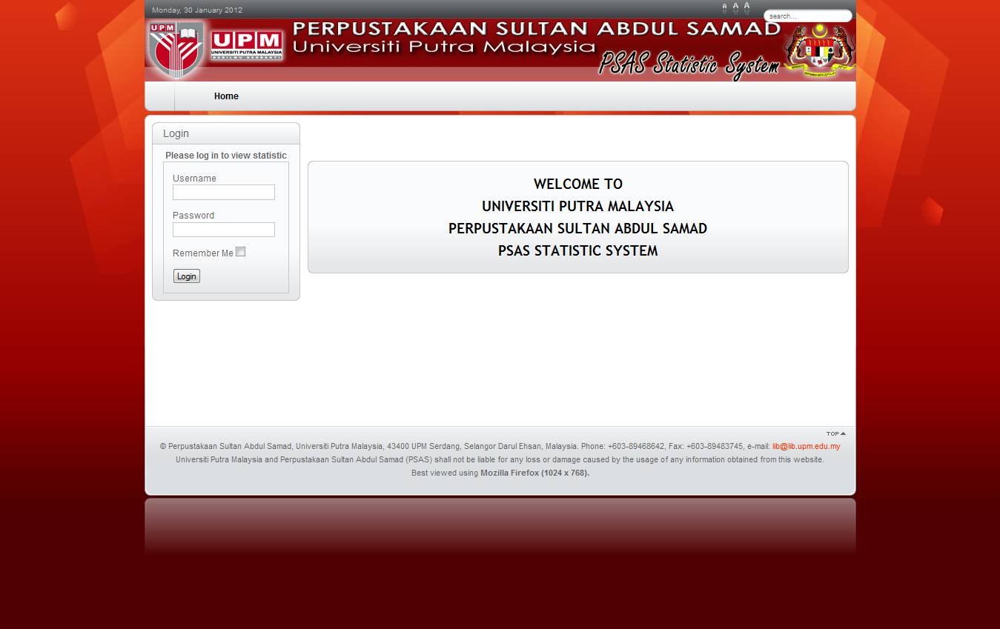 Monday, 30 January 2012
A A A
search...
UPM
UPM
UNIVERSITI PUTRA MALAYSIA
BERILMU BERBAKTI
PERPUSTAKAAN SULTAN ABDUL SAMAD
Universiti Putra Malaysia
PSAS Statistic System
Home
Login
Please log in to view statistic
Username
Password
Remember Me
Login
WELCOME TO
UNIVERSITI PUTRA MALAYSIA
PERPUSTAKAAN SULTAN ABDUL SAMAD
PSAS STATISTIC SYSTEM
TOP
© Perpustakaan Sultan Abdul Samad, Universiti Putra Malaysia, 43400 UPM Serdang, Selangor Darul Ehsan, Malaysia. Phone: +603-89468642, Fax: +603-89483745, e-mail: lib@lib.upm.edu.my
Universiti Putra Malaysia and Perpustakaan Sultan Abdul Samad (PSAS) shall not be liable for any loss or damage caused by the usage of any information obtained from this website.
Best viewed using Mozilla Firefox (1024 x 768).